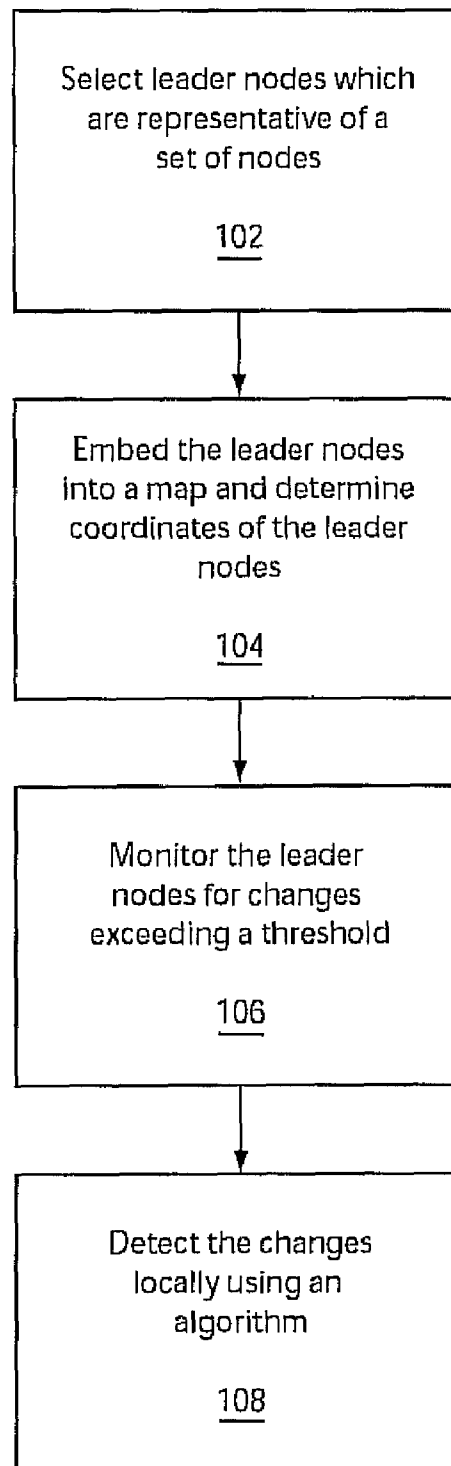 Select leader nodes which
are representative of a
set of nodes
102
Embed the leader nodes
into a map and determine
coordinates of the leader
nodes
104
Monitor the leader
nodes for changes
exceeding a threshold
106
Detect the changes
locally using an
algorithm
108